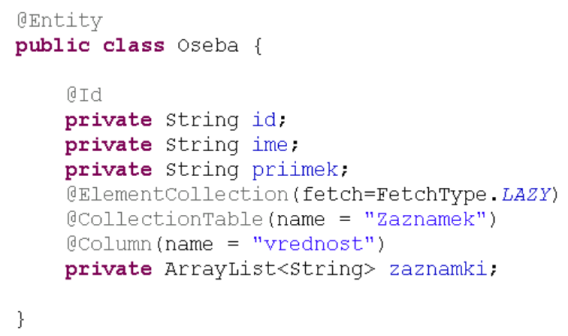 @Entity
public class Oseba {
@Id
private String id;
private String ime;
private String priimek;
@ElementCollection(fetch=FetchType.LAZY)
@CollectionTable(name = "Zaznamek")
@Column(name = "vrednost")
private ArrayList<String> zaznamki;
}